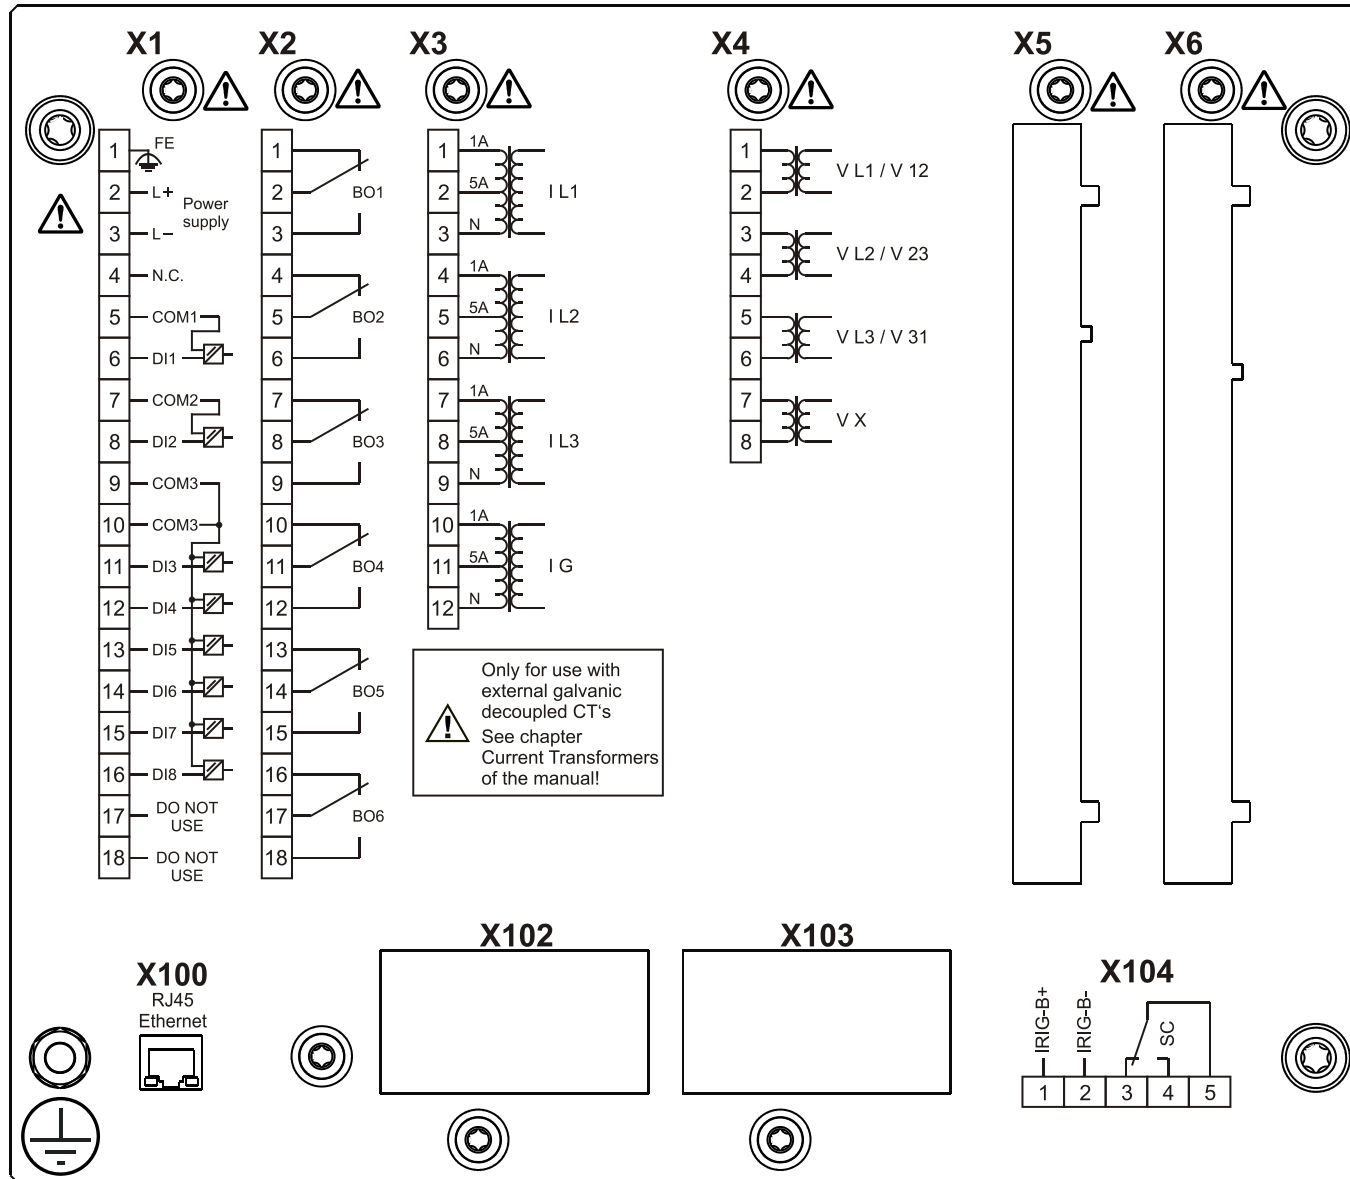 X1 X2 X3 X4 X5 X6
1 FE
2 L+
Power
supply
3 L-
4 N.C.
5 COM1
6 DI1
7 COM2
8 DI2
9 COM3
10 COM3
11 DI3
12 DI4
13 DI5
14 DI6
15 DI7
16 DI8
17 DO NOT
USE
18 DO NOT
USE
1
2 BO1
3
4
5 BO2
6
7
8 BO3
9
10
11 BO4
12
13
14 BO5
15
16
17 BO6
18
1 1A
2 5A I L1
3 N
4 1A
5 5A I L2
6 N
7 1A
8 5A I L3
9 N
10 1A
11 5A I G
12 N
Only for use with
external galvanic
decoupled CT‘s
See chapter
Current Transformers
of the manual!
1
V L1 / V 12
2
3
V L2 / V 23
4
5
V L3 / V 31
6
7
V X
8
X100
RJ45
Ethernet
X102
X103
X104
IRIG-B+
IRIG-B-
SC
1 2 3 4 5